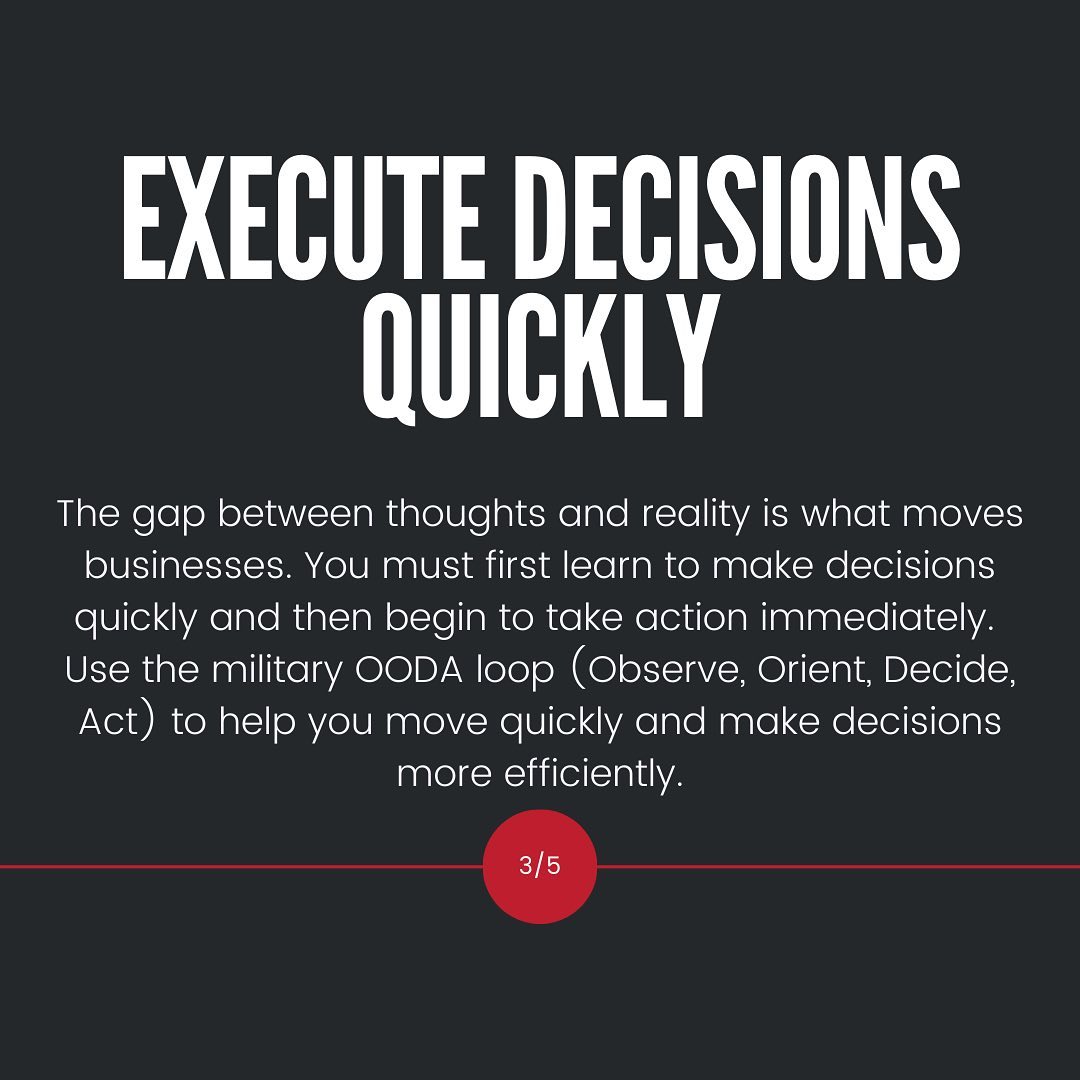 EXECUTE DECISIONS
QUICKLY
The gap between thoughts and reality is what moves
businesses. You must first learn to make decisions
quickly and then begin to take action immediately.
Use the military OODA loop (Observe, Orient, Decide,
Act) to help you move quickly and make decisions
more efficiently.
3/5